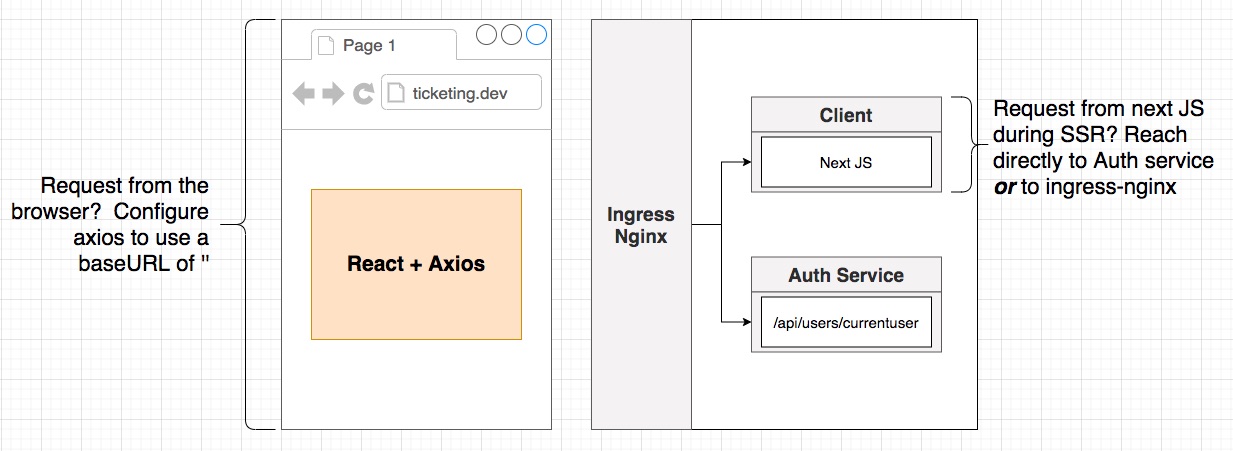 Request from the
browser?  Configure
axios to use a
baseURL of ''
Page 1
ticketing.dev
React + Axios
Ingress
Nginx
Client
Next JS
Auth Service
/api/users/currentuser
Request from next JS
during SSR? Reach
directly to Auth service
or to ingress-nginx